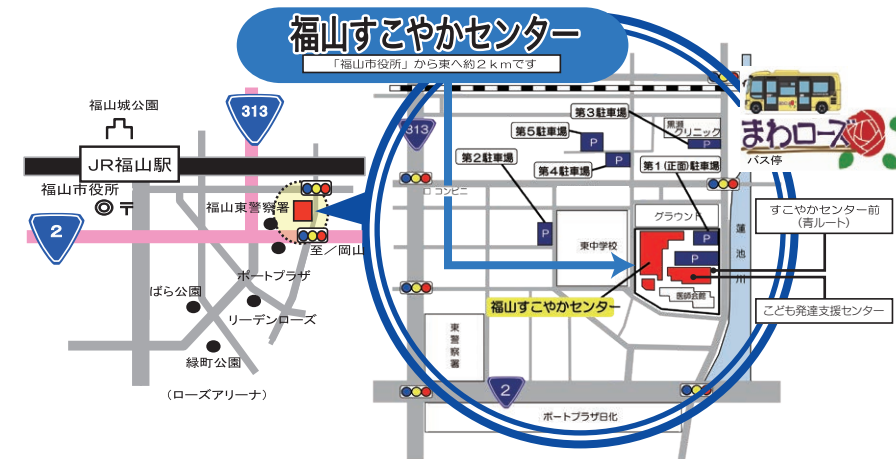 福山すこやかセンター
「福山市役所」から東へ約2kmです
福山城公園
313
JR福山駅
福山市役所
福山東警察署
2
至／岡山
ポートプラザ
ばら公園
リーデンローズ
緑町公園
（ローズアリーナ）
313
第3駐車場
黒瀬
クリニック
P
第5駐車場
P
第2駐車場
第4駐車場
P
第1（正面）駐車場
コンビニ
まわローズ
バス停
グラウンド
P
東中学校
P
P
蓮池川
すこやかセンター前
（青ルート）
医師会館
福山すこやかセンター
こども発達支援センター
東警察署
2
ポートプラザ日化